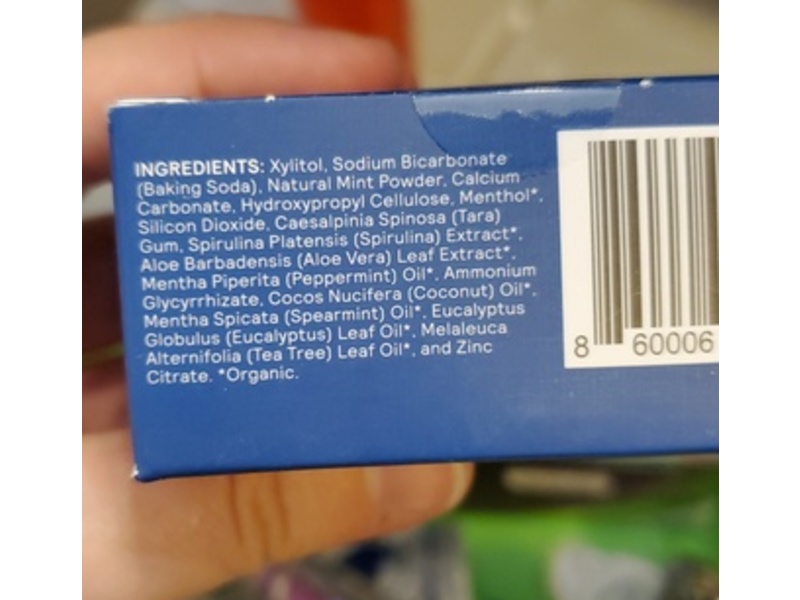 INGREDIENTS: Xylitol, Sodium Bicarbonate
(Baking Soda), Natural Mint Powder, Calcium
Carbonate, Hydroxypropyl Cellulose, Menthol*,
Silicon Dioxide, Caesalpinia Spinosa (Tara)
Gum, Spirulina Platensis (Spirulina) Extract*,
Aloe Barbadensis (Aloe Vera) Leaf Extract*,
Mentha Piperita (Peppermint) Oil*, Ammonium
Glycyrrhizate, Cocos Nucifera (Coconut) Oil*,
Mentha Spicata (Spearmint) Oil*, Eucalyptus
Globulus (Eucalyptus) Leaf Oil*, Melaleuca
Alternifolia (Tea Tree) Leaf Oil*, and Zinc
Citrate. *Organic.
8 60006